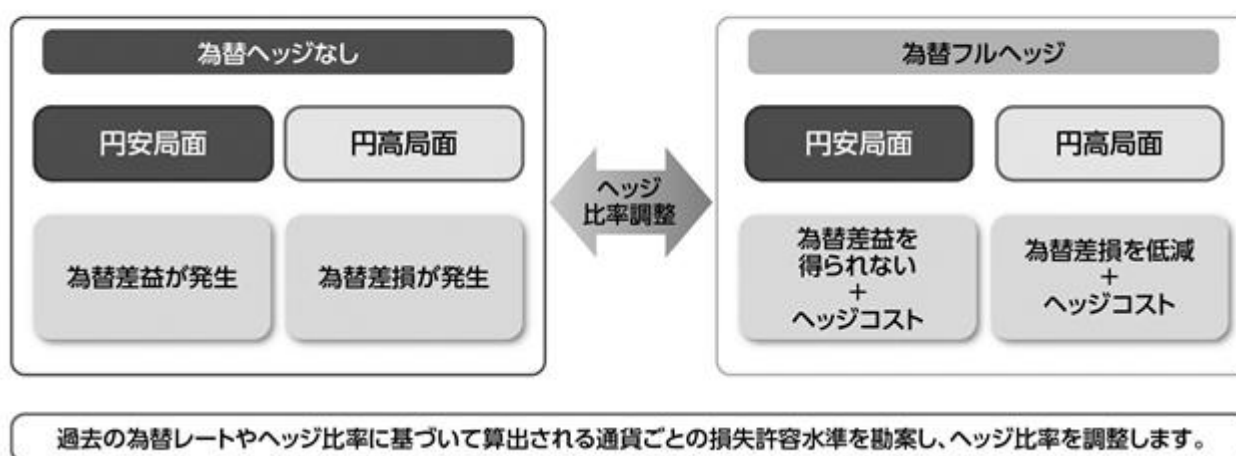 為替ヘッジなし
円安局面
円高局面
為替差益が発生
為替差損が発生
ヘッジ
比率調整
為替フルヘッジ
円安局面
円高局面
為替差益を
得られない
+
ヘッジコスト
為替差損を低減
+
ヘッジコスト
過去の為替レートやヘッジ比率に基づいて算出される通貨ごとの損失許容水準を勘案し、ヘッジ比率を調整します。